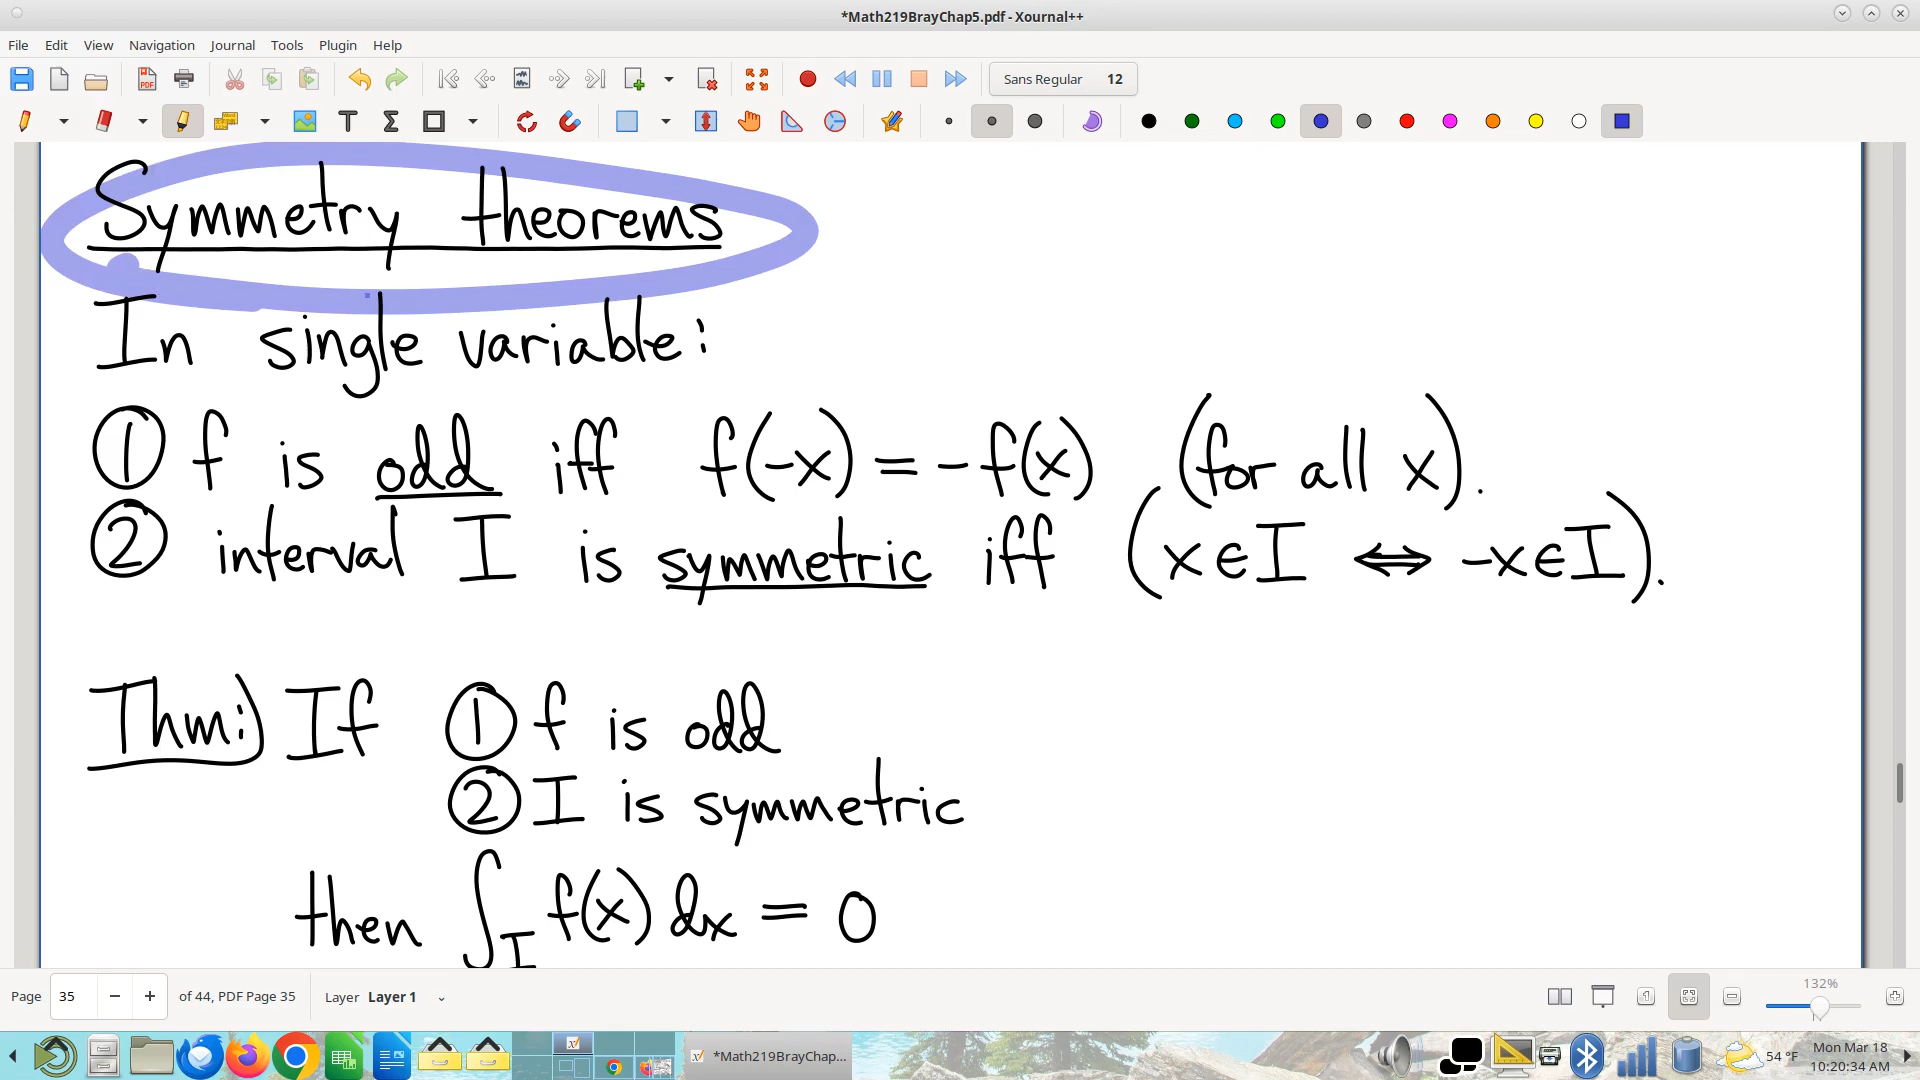 *Math219BrayChap5.pdf - Xournal++
File Edit View Navigation Journal Tools Plugin Help
Sans Regular 12
Symmetry theorems
In single variable:
① f is odd iff f(-x) = -f(x) (for all x).
② interval I is symmetric iff (x∈I ⟺ -x∈I).
Thm: If ① f is odd
② I is symmetric
then ∫_I f(x) dx = 0
Page 35 of 44, PDF Page 35 Layer Layer 1
132%
*Math219BrayChap...
54 °F
Mon Mar 18
10:20:34 AM